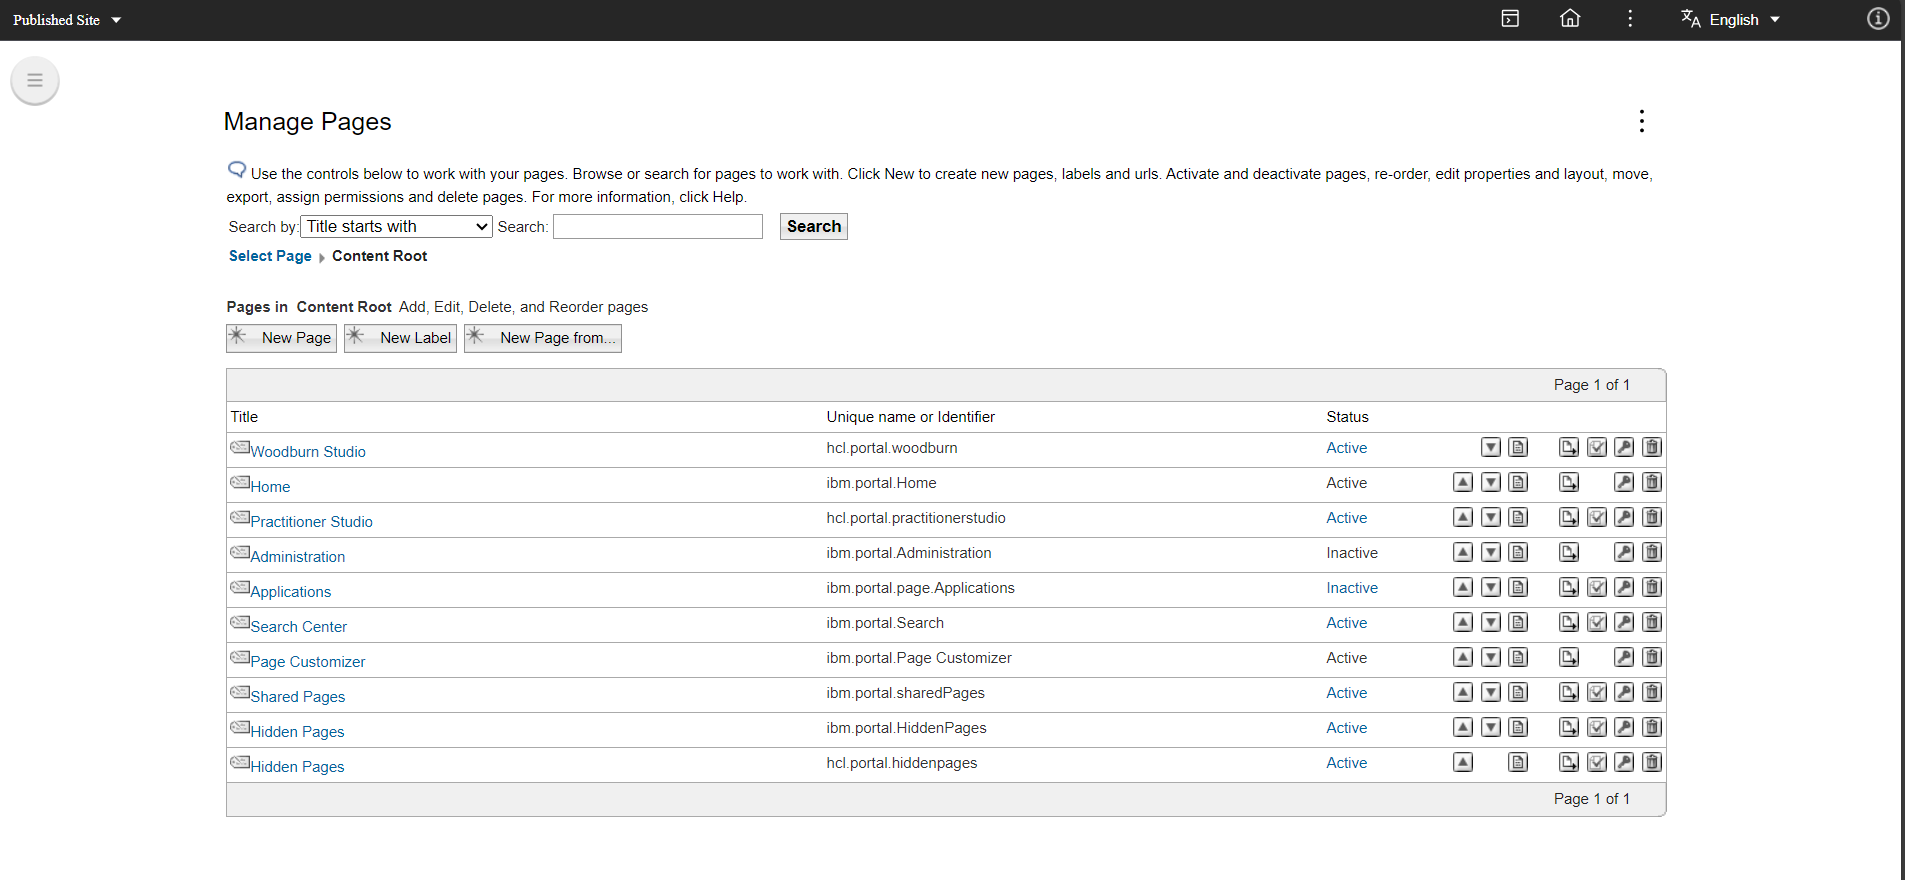 Published Site
English
Manage Pages
Use the controls below to work with your pages. Browse or search for pages to work with. Click New to create new pages, labels and urls. Activate and deactivate pages, re-order, edit properties and layout, move,
export, assign permissions and delete pages. For more information, click Help.
Search by: Title starts with Search: Search
Select Page Content Root
Pages in Content Root Add, Edit, Delete, and Reorder pages
New Page New Label New Page from...
Page 1 of 1
Title Unique name or Identifier Status
Woodburn Studio hcl.portal.woodburn Active
Home ibm.portal.Home Active
Practitioner Studio hcl.portal.practitionerstudio Active
Administration ibm.portal.Administration Inactive
Applications ibm.portal.page.Applications Inactive
Search Center ibm.portal.Search Active
Page Customizer ibm.portal.Page Customizer Active
Shared Pages ibm.portal.sharedPages Active
Hidden Pages ibm.portal.HiddenPages Active
Hidden Pages hcl.portal.hiddenpages Active
Page 1 of 1